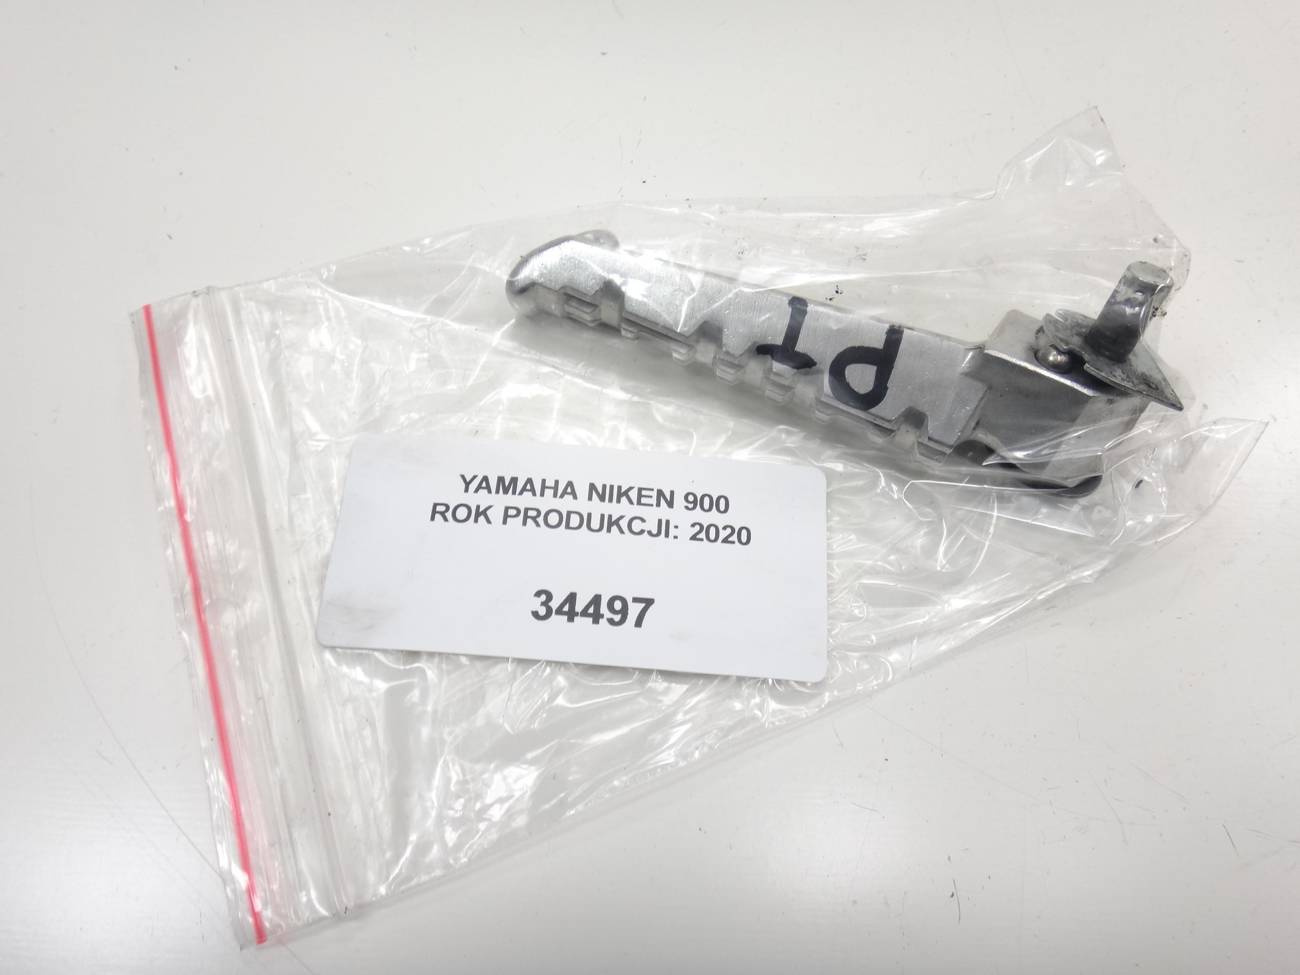 YAMAHA NIKEN 900
ROK PRODUKCJI: 2020
34497
PT